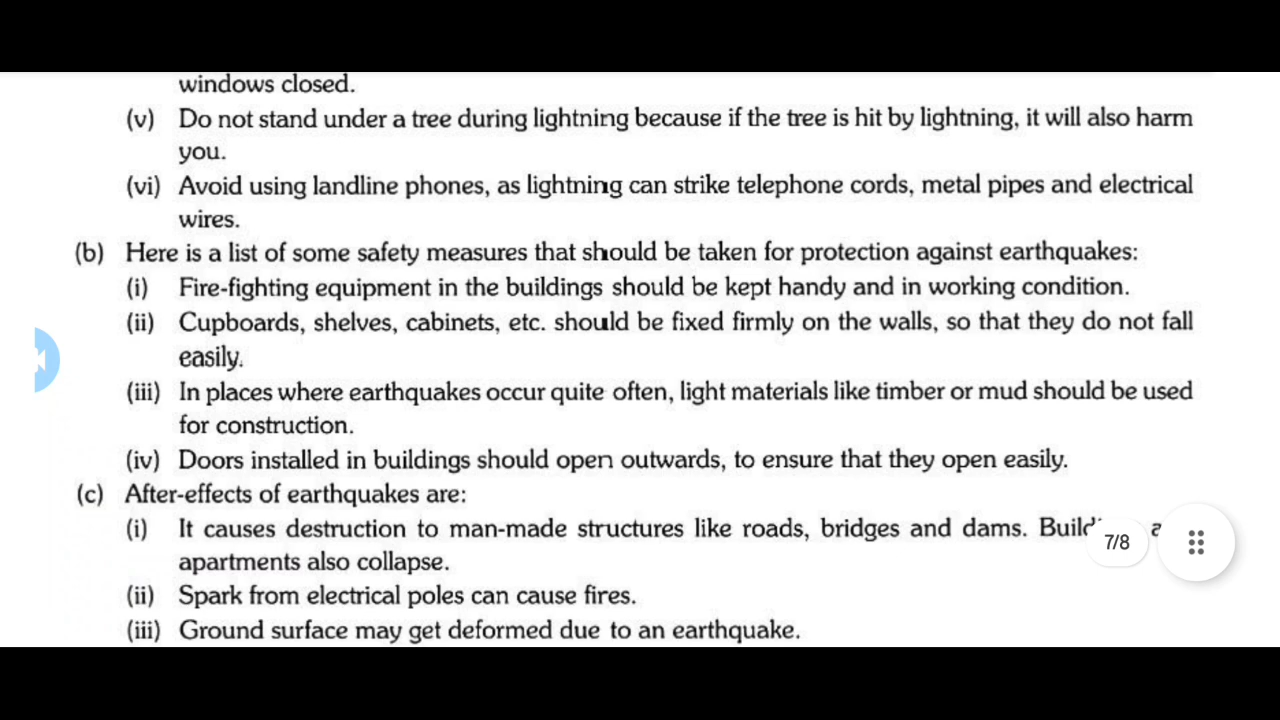 windows closed.
(v) Do not stand under a tree during lightning because if the tree is hit by lightning, it will also harm
you.
(vi) Avoid using landline phones, as lightning can strike telephone cords, metal pipes and electrical
wires.
(b) Here is a list of some safety measures that should be taken for protection against earthquakes:
(i) Fire-fighting equipment in the buildings should be kept handy and in working condition.
(ii) Cupboards, shelves, cabinets, etc. should be fixed firmly on the walls, so that they do not fall
easily.
(iii) In places where earthquakes occur quite often, light materials like timber or mud should be used
for construction.
(iv) Doors installed in buildings should open outwards, to ensure that they open easily.
(c) After-effects of earthquakes are:
(i) It causes destruction to man-made structures like roads, bridges and dams.
7/8
apartments also collapse.
(ii) Spark from electrical poles can cause fires.
(iii) Ground surface may get deformed due to an earthquake.